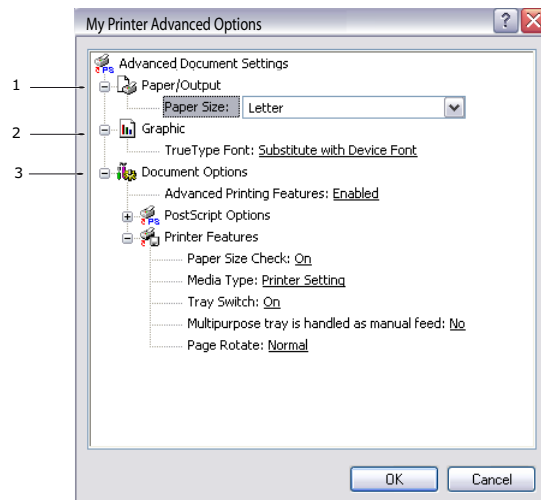 My Printer Advanced Options
Advanced Document Settings
1
Paper/Output
Paper Size: Letter
2
Graphic
TrueType Font: Substitute with Device Font
3
Document Options
Advanced Printing Features: Enabled
PostScript Options
Printer Features
Paper Size Check: On
Media Type: Printer Setting
Tray Switch: On
Multipurpose tray is handled as manual feed: No
Page Rotate: Normal
OK Cancel